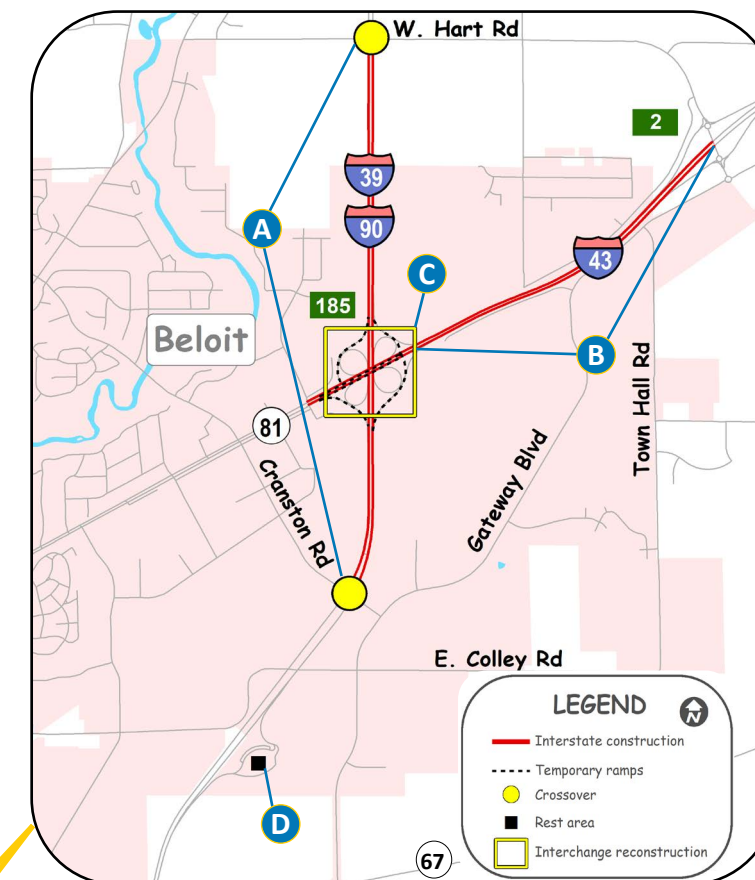 W. Hart Rd
2
39
90
43
A
C
185
Beloit
B
81
Town Hall Rd
Cranston Rd
Gateway Blvd
E. Colley Rd
LEGEND
N
Interstate construction
Temporary ramps
Crossover
Rest area
Interchange reconstruction
D
67